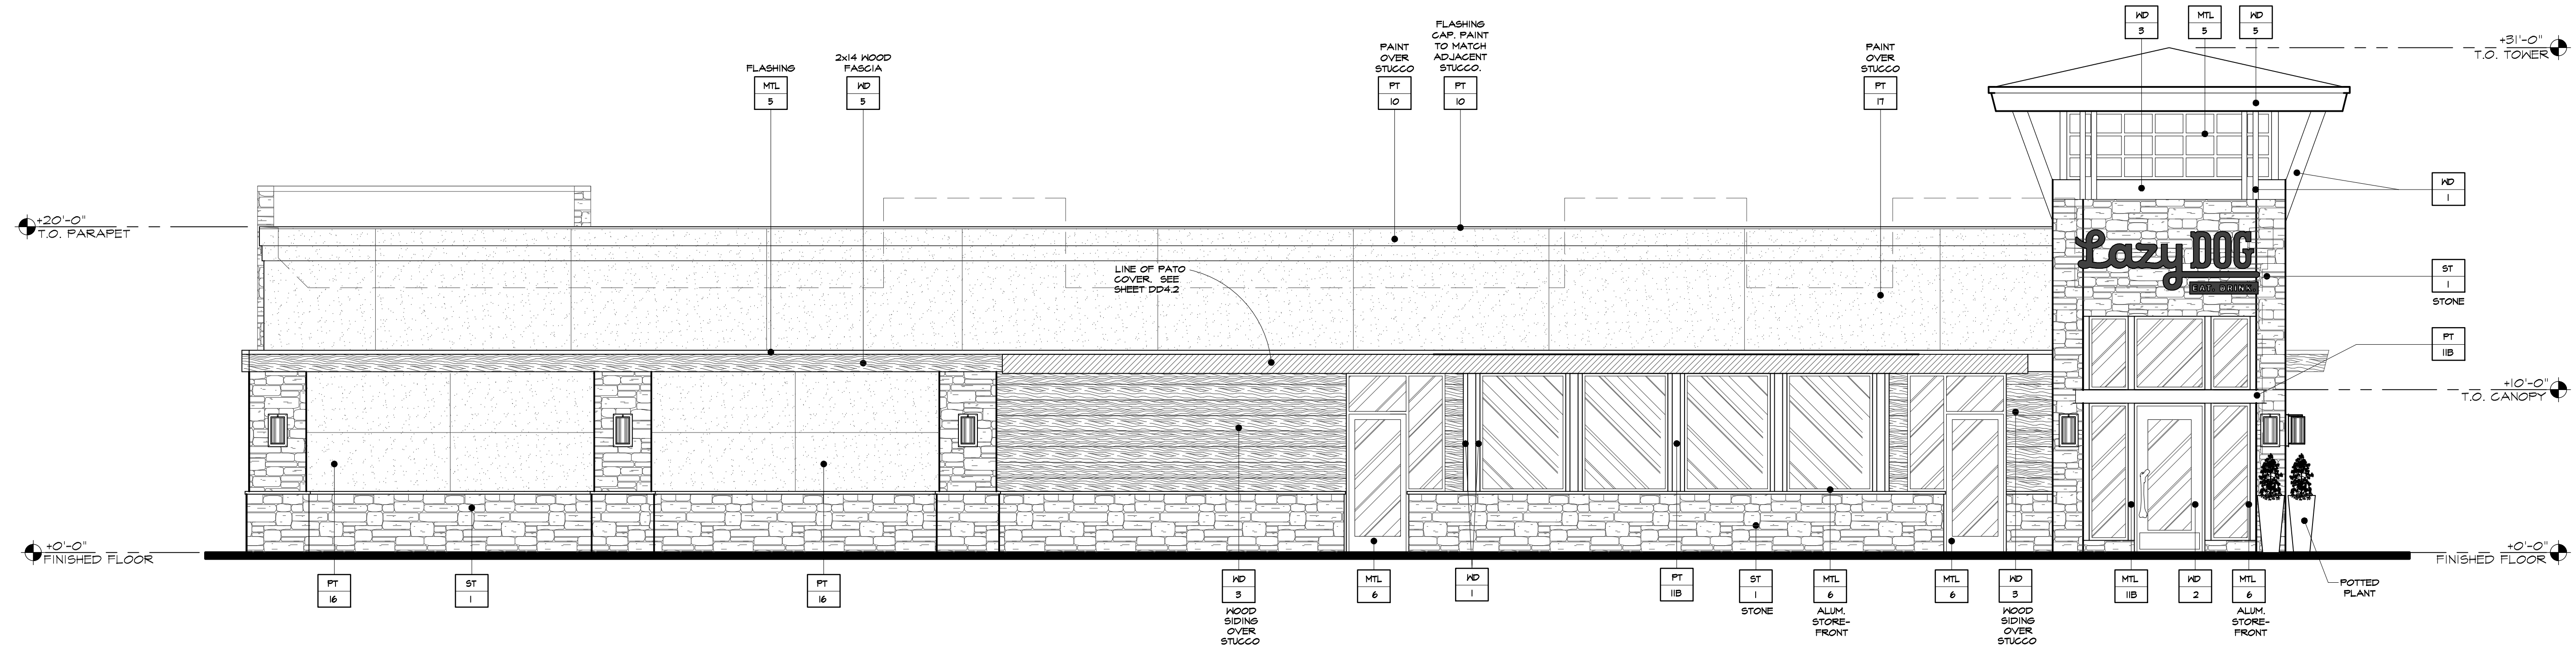 WD
3
MTL
5
WD
5
+31'-0"
T.O. TOWER
FLASHING
CAP. PAINT
TO MATCH
ADJACENT
STUCCO.
PT
10
PAINT
OVER
STUCCO
PT
10
PAINT
OVER
STUCCO
PT
17
2x14 WOOD
FASCIA
WD
5
FLASHING
MTL
5
WD
1
+20'-0"
T.O. PARAPET
Lazy DOG
EAT. DRINK.
LINE OF PATO
COVER. SEE
SHEET DD4.2
ST
1
STONE
PT
11B
+10'-0"
T.O. CANOPY
+0'-0"
FINISHED FLOOR
+0'-0"
FINISHED FLOOR
PT
16
ST
1
PT
16
WD
3
WOOD
SIDING
OVER
STUCCO
MTL
6
WD
1
PT
11B
ST
1
STONE
MTL
6
ALUM.
STORE-
FRONT
MTL
6
WD
3
WOOD
SIDING
OVER
STUCCO
MTL
11B
WD
2
MTL
6
ALUM.
STORE-
FRONT
POTTED
PLANT